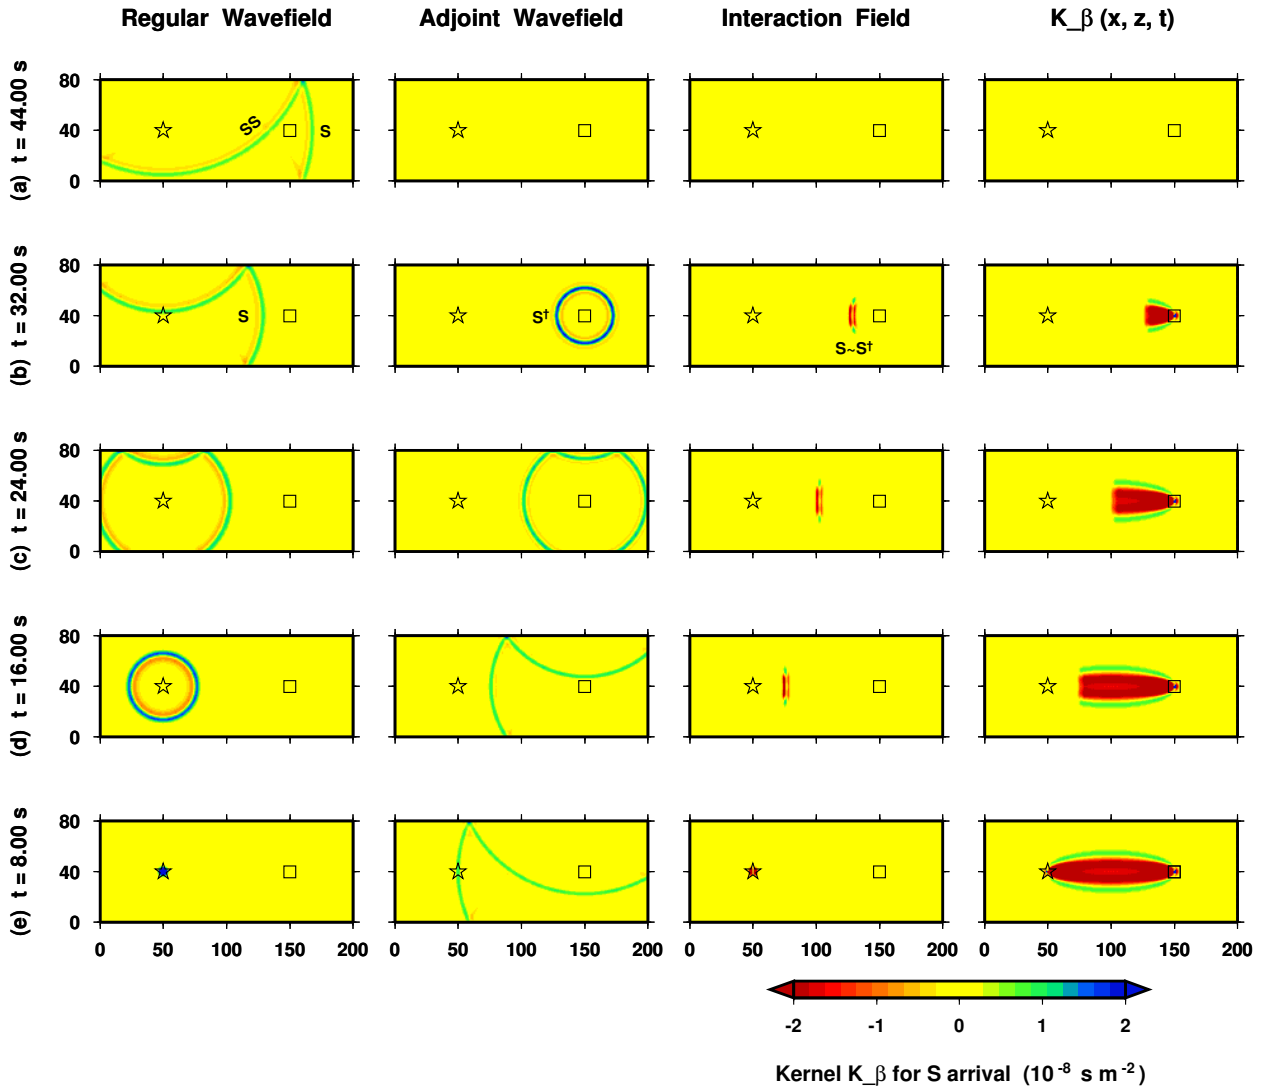 Regular Wavefield Adjoint Wavefield Interaction Field K_β (x, z, t)
(a) t = 44.00 s
80
40
0
SS
S
(b) t = 32.00 s
80
40
0
S
S†
S~S†
(c) t = 24.00 s
80
40
0
(d) t = 16.00 s
80
40
0
(e) t = 8.00 s
80
40
0
0 50 100 150 200 0 50 100 150 200 0 50 100 150 200 0 50 100 150 200
-2 -1 0 1 2
Kernel K_β for S arrival (10⁻⁸ s m⁻²)